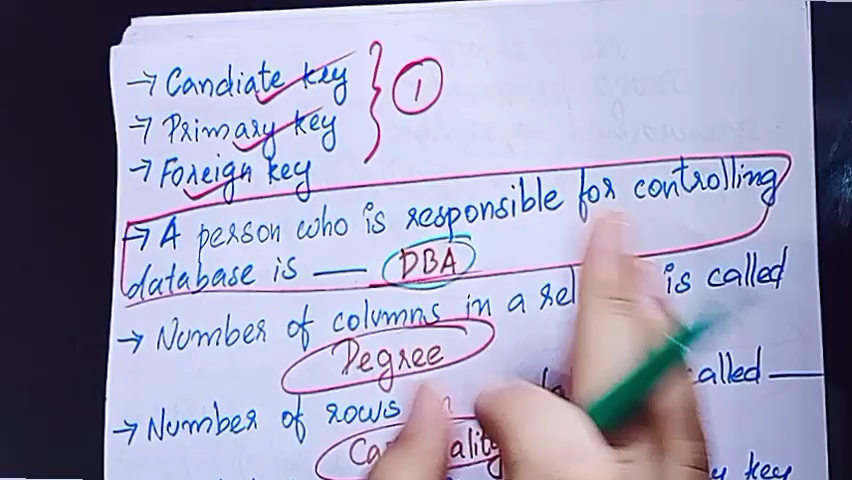 → Candiate key
→ Primary key
→ Foreign key
1
→ A person who is responsible for controlling
database is — DBA
→ Number of columns in a rel is called
Degree
→ Number of rows called —
key